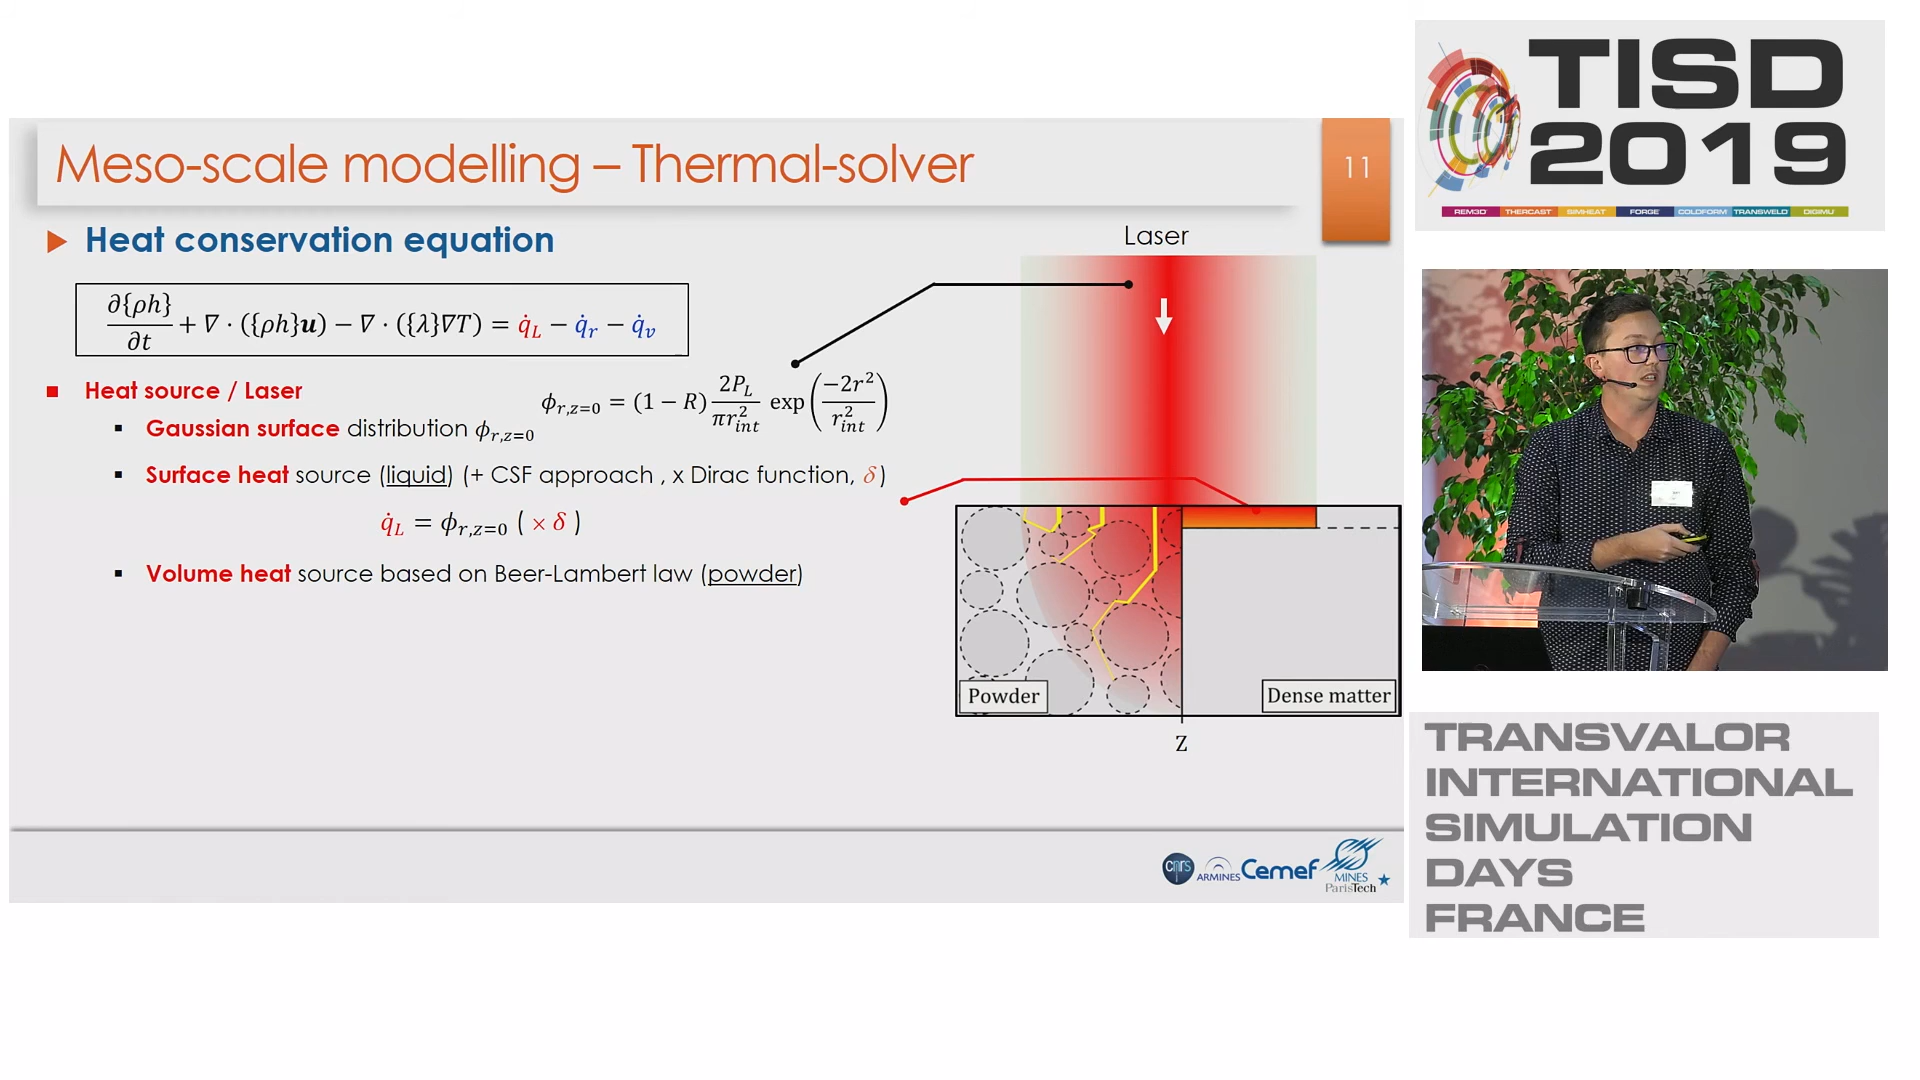 Meso-scale modelling – Thermal-solver
11
Heat conservation equation
∂{ρh}/∂t + ∇ · ({ρh}u) − ∇ · ({λ}∇T) = q̇_L − q̇_r − q̇_v
Heat source / Laser
ϕ_{r,z=0} = (1 − R) 2P_L/πr²_int exp(−2r²/r²_int)
Gaussian surface distribution ϕ_{r,z=0}
Surface heat source (liquid) (+ CSF approach , x Dirac function, δ)
q̇_L = ϕ_{r,z=0} ( × δ )
Volume heat source based on Beer-Lambert law (powder)
Laser
Powder
Dense matter
Z
cnrs
ARMINES
Cemef
MINES
ParisTech
TISD
2019
REM3D
THERCAST
SIMHEAT
FORGE
COLDFORM
TRANSWELD
DIGIMU
TRANSVALOR
INTERNATIONAL
SIMULATION
DAYS
FRANCE